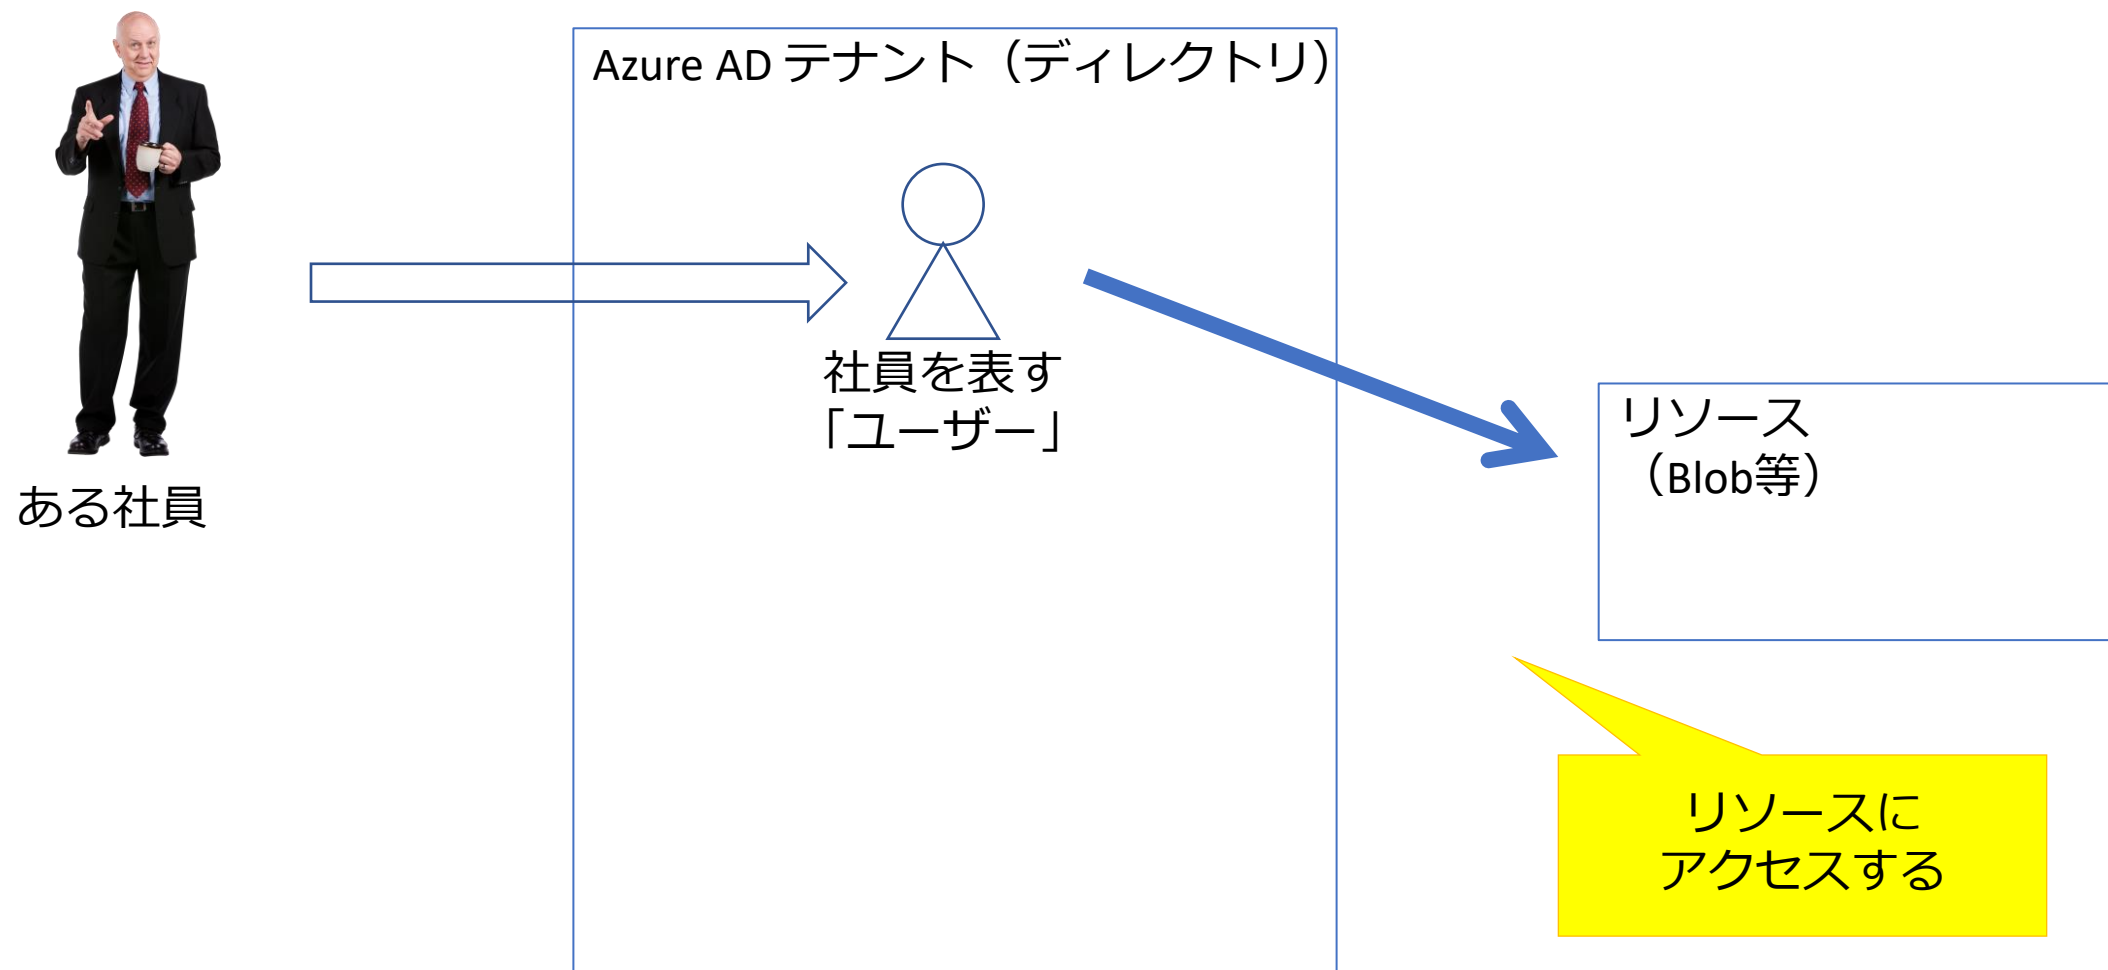 Azure AD テナント（ディレクトリ）
社員を表す
「ユーザー」
ある社員
リソース
（Blob等）
リソースに
アクセスする